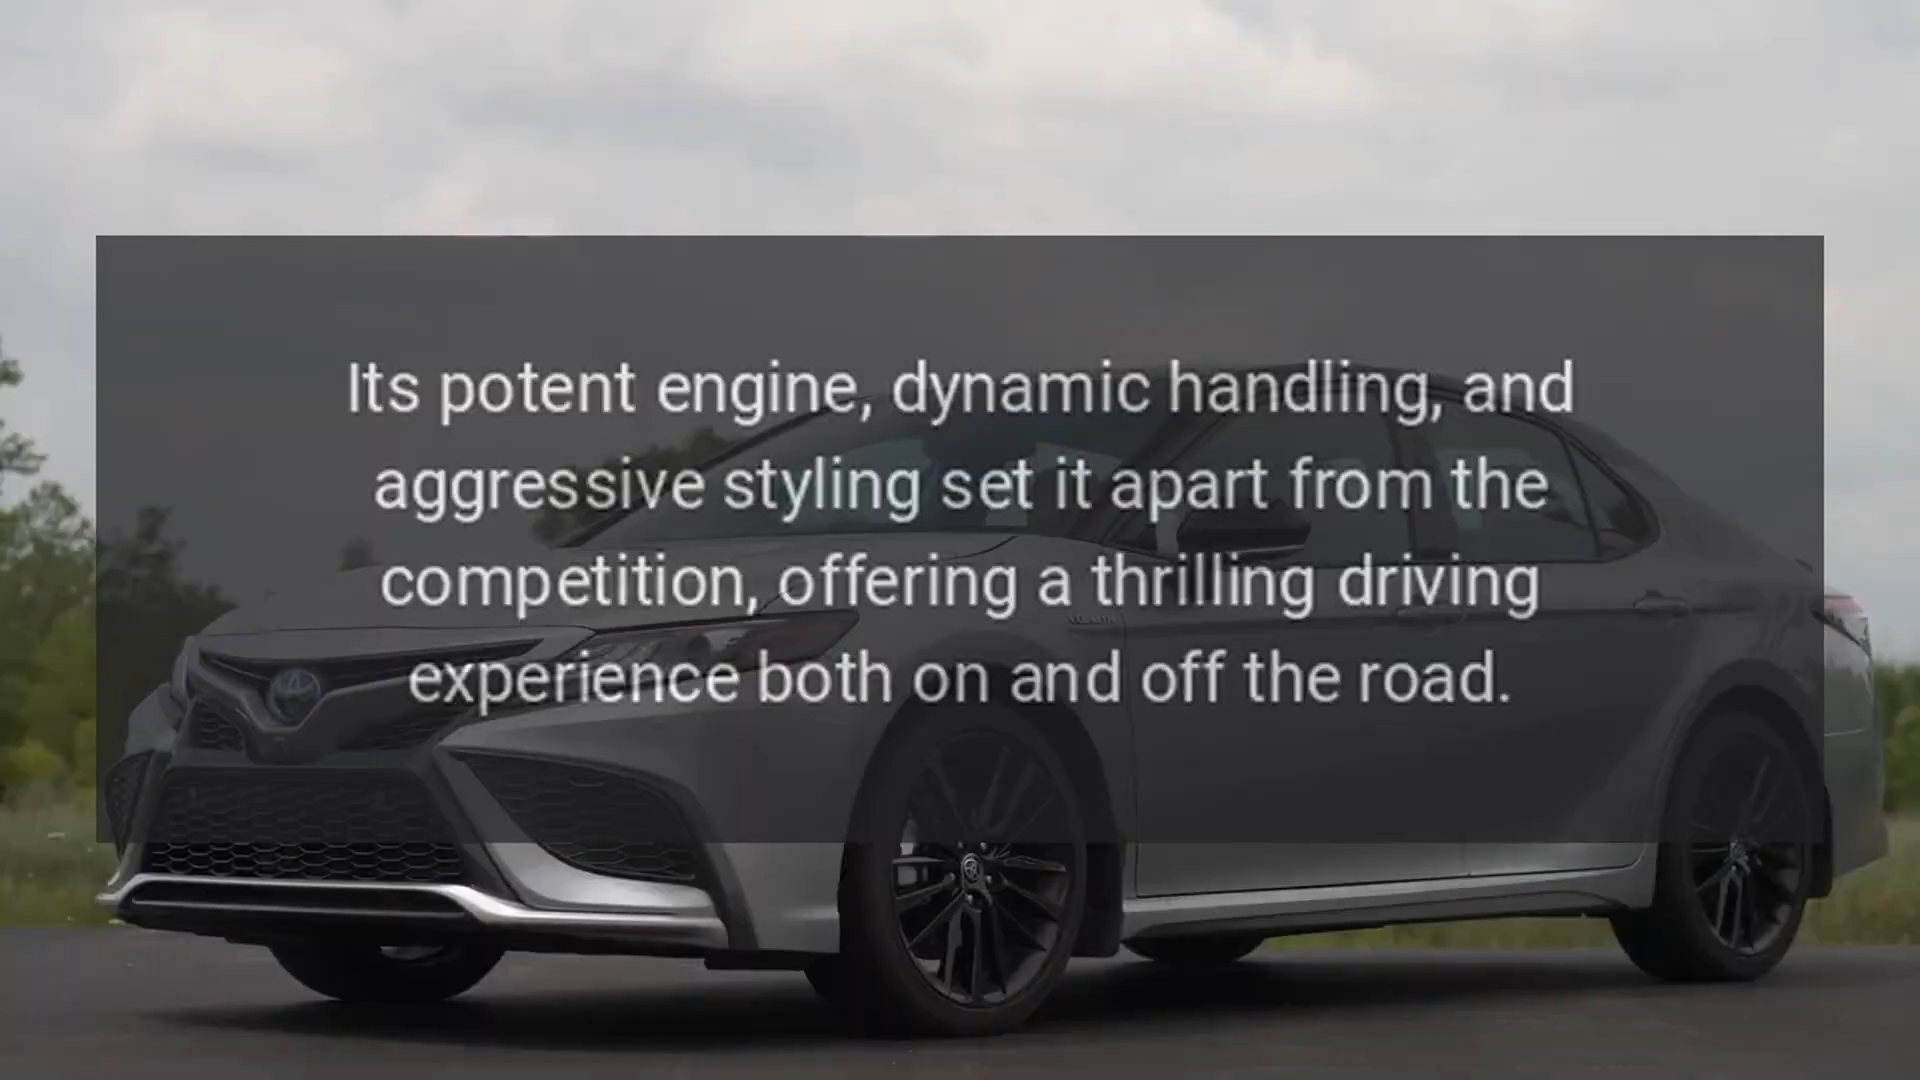 Its potent engine, dynamic handling, and
aggressive styling set it apart from the
competition, offering a thrilling driving
experience both on and off the road.